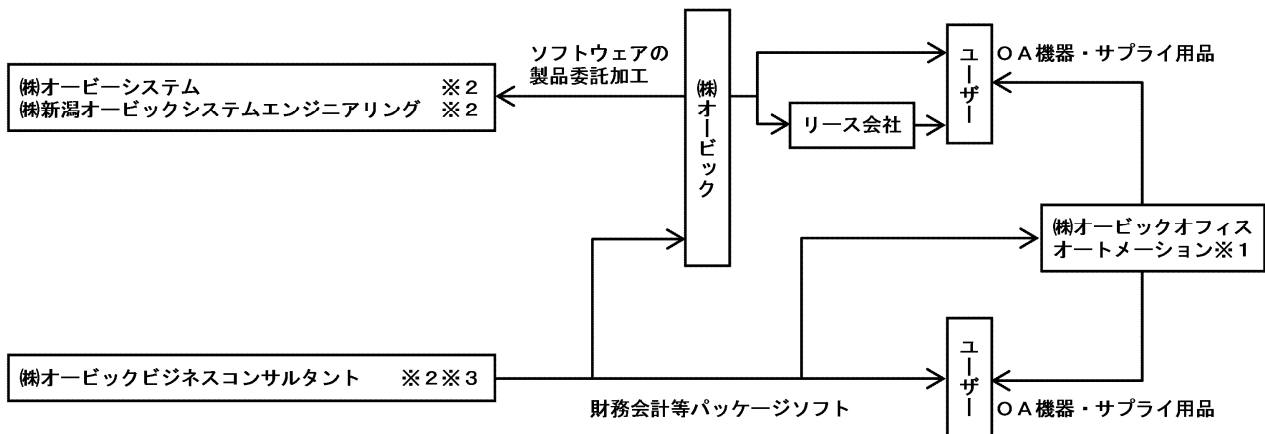 ソフトウェアの
製品委託加工
㈱オービーシステム ※２
㈱新潟オービックシステムエンジニアリング ※２
㈱オービック
リース会社
ユーザー
ＯＡ機器・サプライ用品
㈱オービックオフィス
オートメーション※１
㈱オービックビジネスコンサルタント ※２※３
財務会計等パッケージソフト
ユーザー
ＯＡ機器・サプライ用品